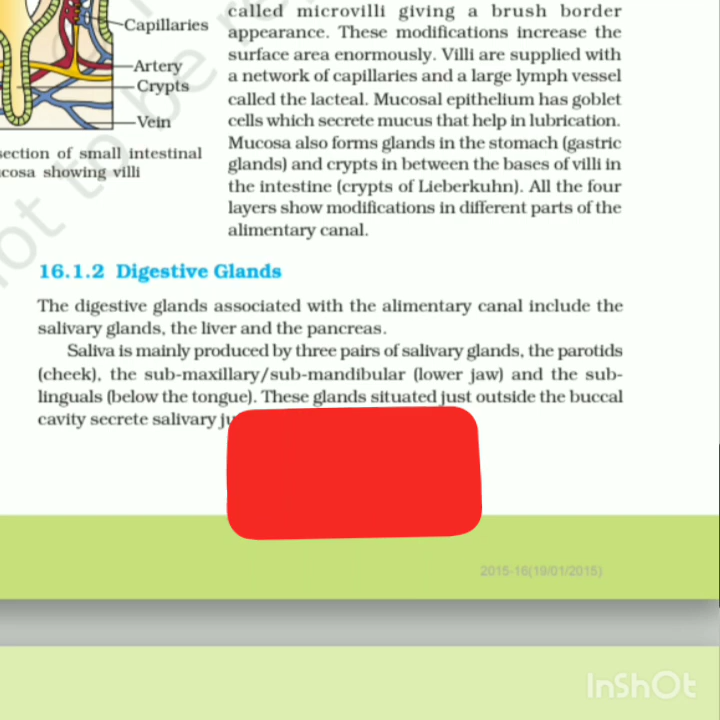 Capillaries
Artery
Crypts
Vein
section of small intestinal
showing villi
called microvilli giving a brush border
appearance. These modifications increase the
surface area enormously. Villi are supplied with
a network of capillaries and a large lymph vessel
called the lacteal. Mucosal epithelium has goblet
cells which secrete mucus that help in lubrication.
Mucosa also forms glands in the stomach (gastric
glands) and crypts in between the bases of villi in
the intestine (crypts of Lieberkuhn). All the four
layers show modifications in different parts of the
alimentary canal.
16.1.2 Digestive Glands
The digestive glands associated with the alimentary canal include the
salivary glands, the liver and the pancreas.
Saliva is mainly produced by three pairs of salivary glands, the parotids
(cheek), the sub-maxillary/sub-mandibular (lower jaw) and the sub-
linguals (below the tongue). These glands situated just outside the buccal
cavity secrete salivary
2015-16(19/01/2015)
InShOt